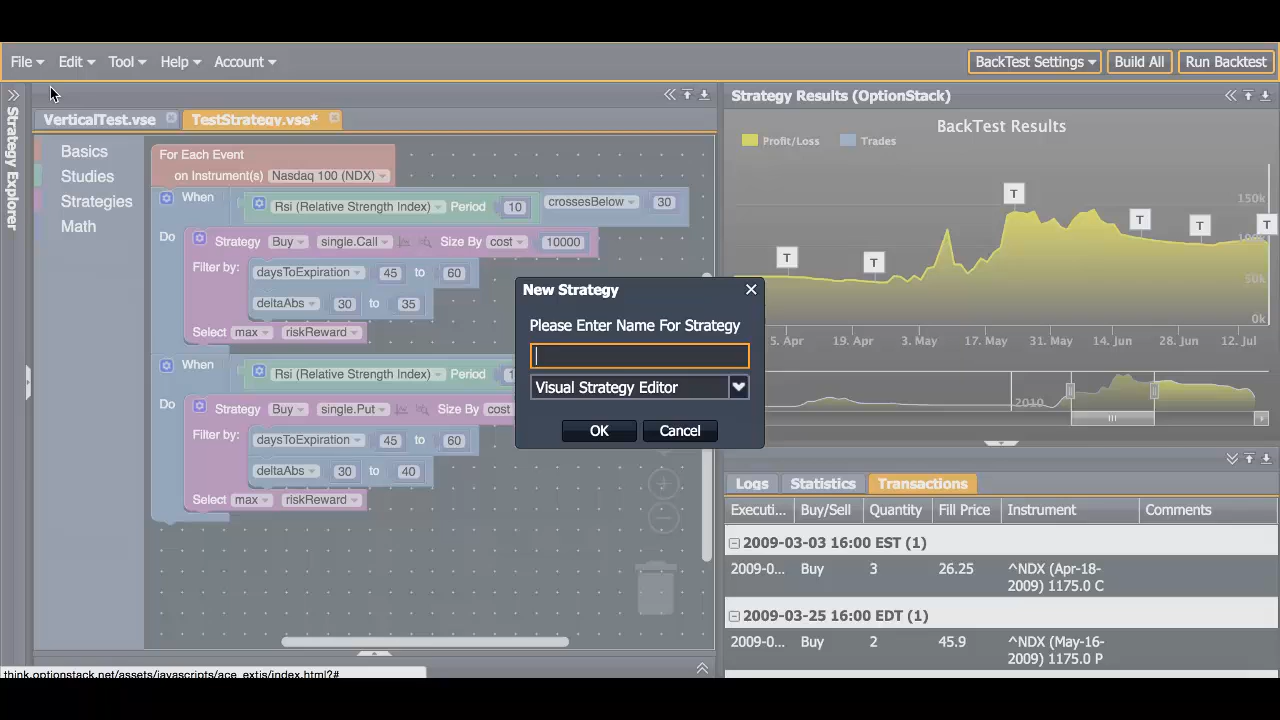 File Edit Tool Help Account BackTest Settings Build All Run Backtest
Strategy Explorer
VerticalTest.vse TestStrategy.vse*
Basics
Studies
Strategies
Math
For Each Event
on Instrument(s) Nasdaq 100 (NDX)
When Rsi (Relative Strength Index) Period 10 crossesBelow 30
Do Strategy Buy single.Call Size By cost 10000
Filter by: daysToExpiration 45 to 60
deltaAbs 30 to 35
Select max riskReward
When Rsi (Relative Strength Index) Period
Do Strategy Buy single.Put Size By cost
Filter by: daysToExpiration 45 to 60
deltaAbs 30 to 40
Select max riskReward
New Strategy
Please Enter Name For Strategy
Visual Strategy Editor
OK Cancel
Strategy Results (OptionStack)
BackTest Results
Profit/Loss Trades
T T T T T T
150k
100k
50k
0k
5. Apr 19. Apr 3. May 17. May 31. May 14. Jun 28. Jun 12. Jul
2010
Logs Statistics Transactions
Executi... Buy/Sell Quantity Fill Price Instrument Comments
2009-03-03 16:00 EST (1)
2009-0... Buy 3 26.25 ^NDX (Apr-18-
2009) 1175.0 C
2009-03-25 16:00 EDT (1)
2009-0... Buy 2 45.9 ^NDX (May-16-
2009) 1175.0 P
think.optionstack.net/assets/javascripts/ace_extjs/index.html?#